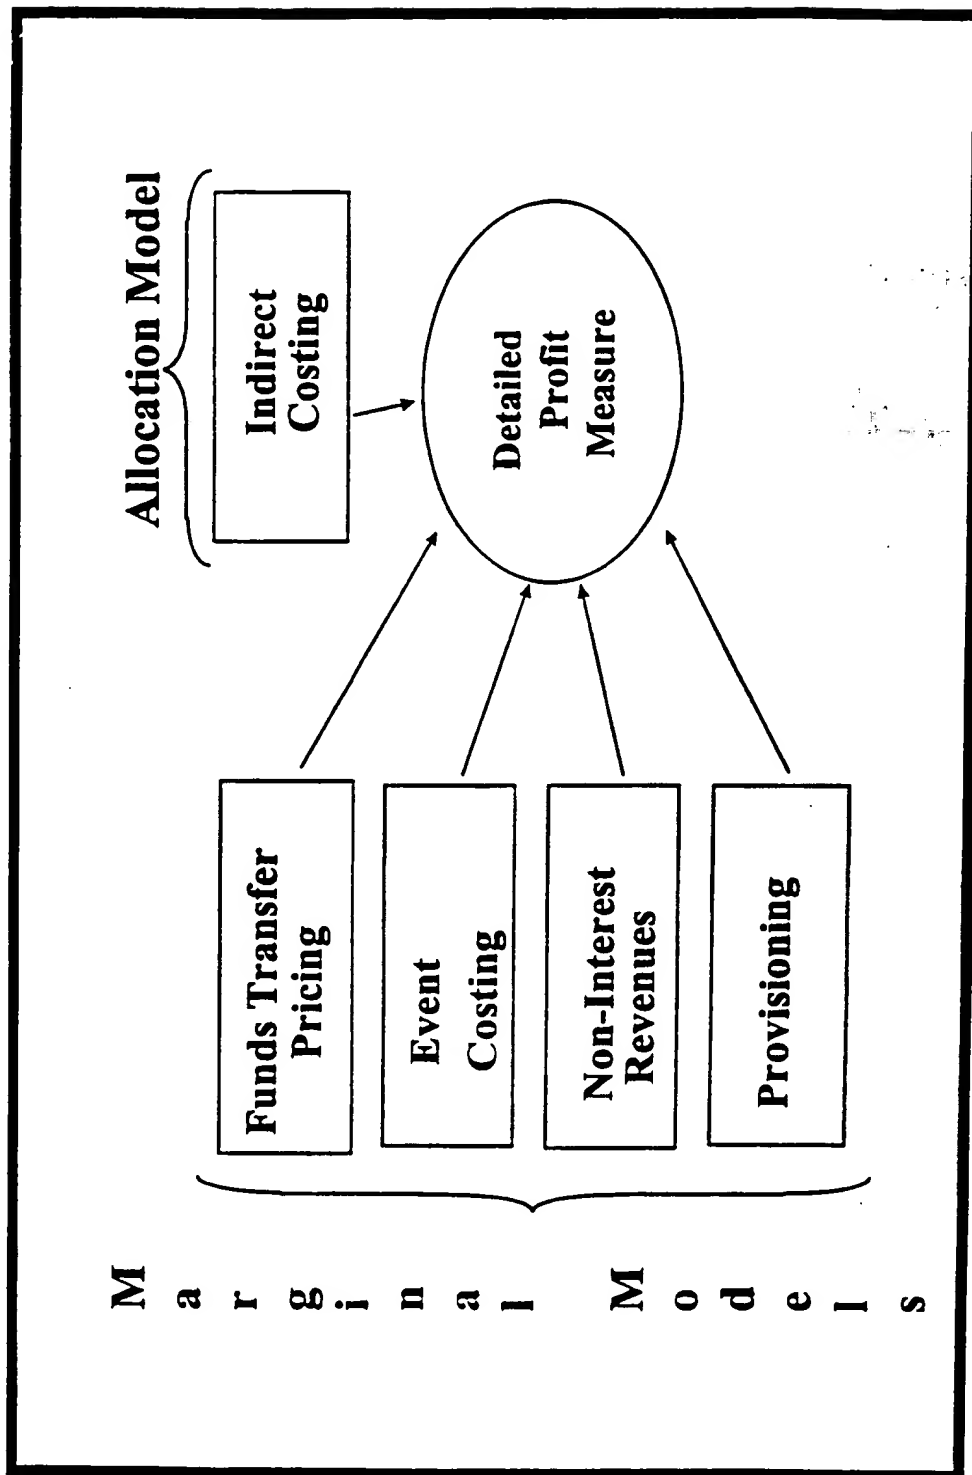 Allocation Model
Indirect
Costing
Detailed
Profit
Measure
Marginal Models
Funds Transfer
Pricing
Event
Costing
Non-Interest
Revenues
Provisioning